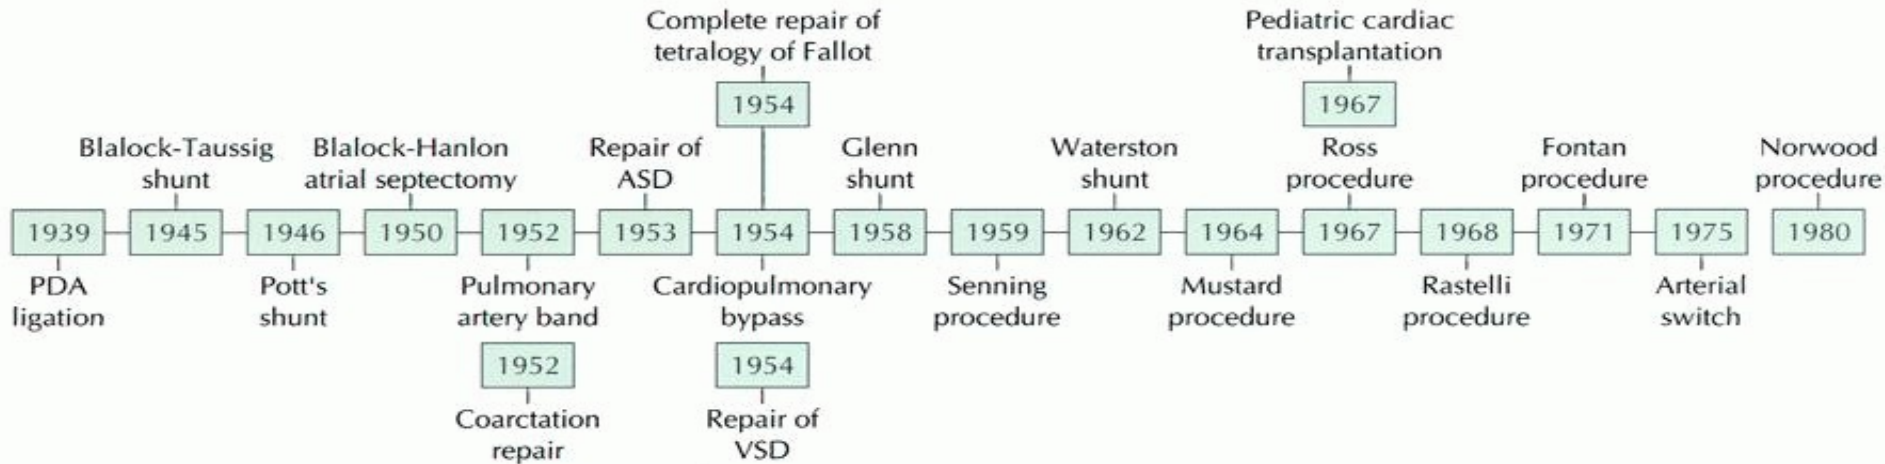 Complete repair of
tetralogy of Fallot
1954
Pediatric cardiac
transplantation
1967
Blalock-Taussig
shunt
Blalock-Hanlon
atrial septectomy
Repair of
ASD
Glenn
shunt
Waterston
shunt
Ross
procedure
Fontan
procedure
Norwood
procedure
1939
1945
1946
1950
1952
1953
1954
1958
1959
1962
1964
1967
1968
1971
1975
1980
PDA
ligation
Pott's
shunt
Pulmonary
artery band
Cardiopulmonary
bypass
Senning
procedure
Mustard
procedure
Rastelli
procedure
Arterial
switch
1952
Coarctation
repair
1954
Repair of
VSD